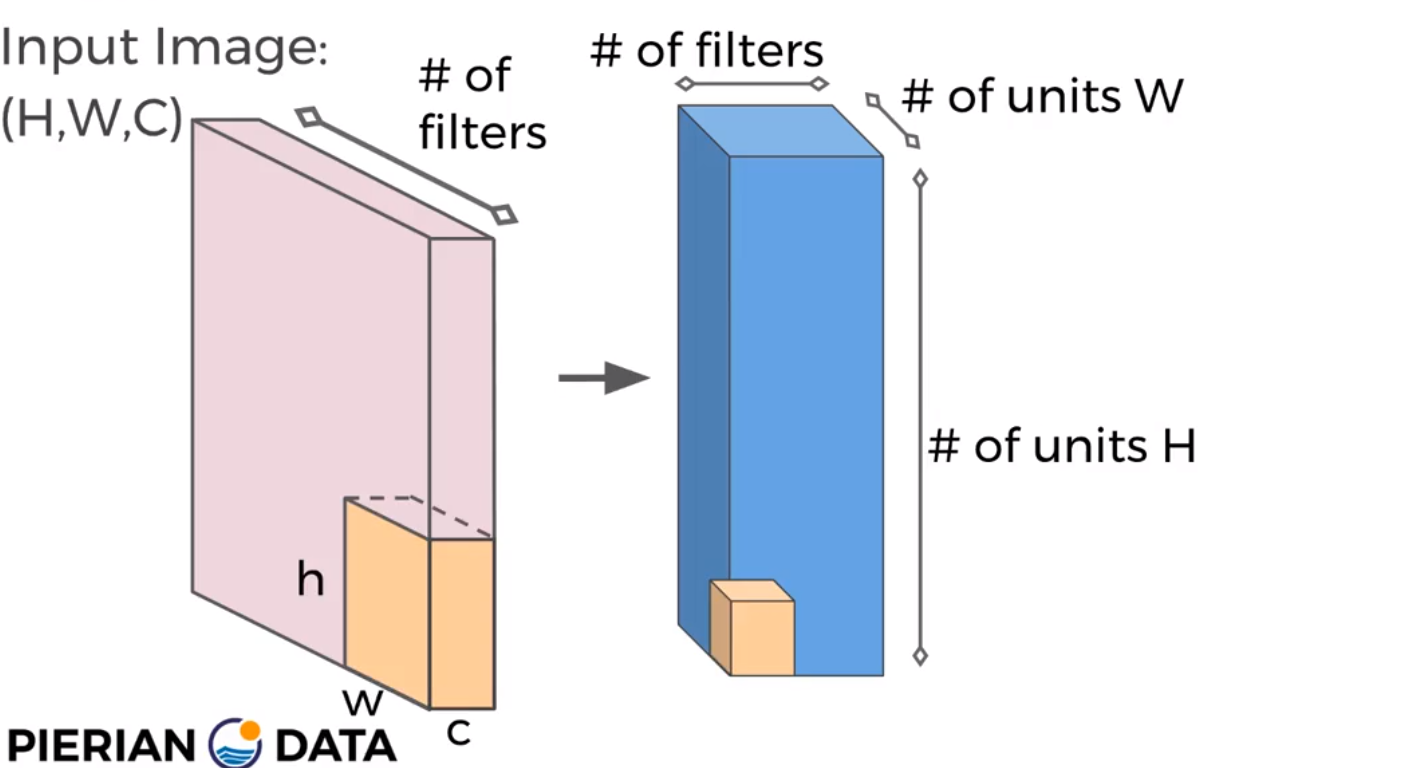 Input Image:
(H,W,C)
# of
filters
# of filters
# of units W
# of units H
h
w
c
PIERIAN DATA